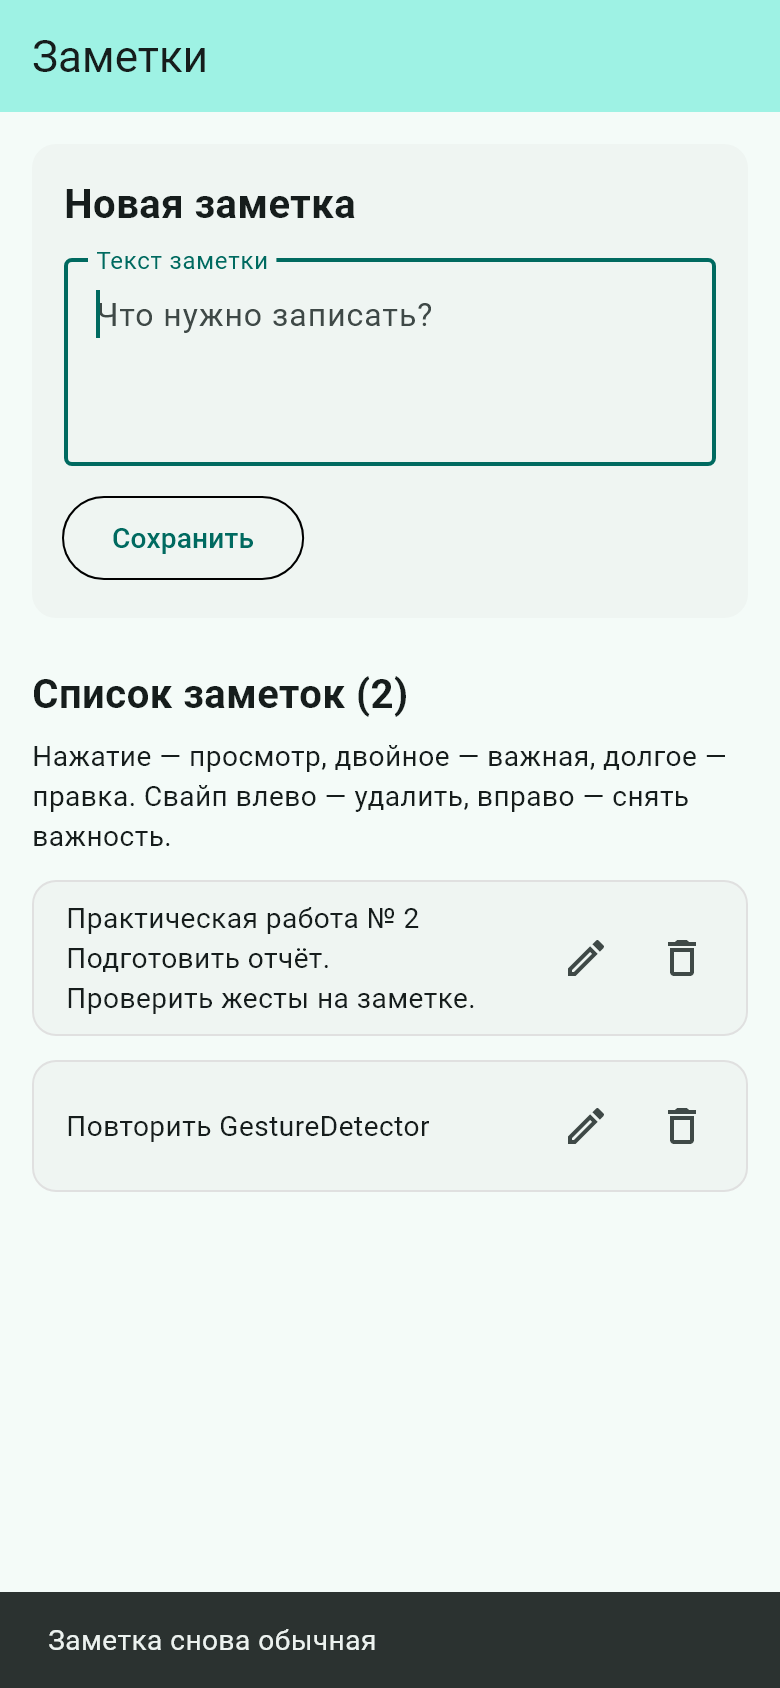 Заметки
Новая заметка
Текст заметки
Что нужно записать?
Сохранить
Список заметок (2)
Нажатие — просмотр, двойное — важная, долгое —
правка. Свайп влево — удалить, вправо — снять
важность.
Практическая работа № 2
Подготовить отчёт.
Проверить жесты на заметке.
Повторить GestureDetector
Заметка снова обычная